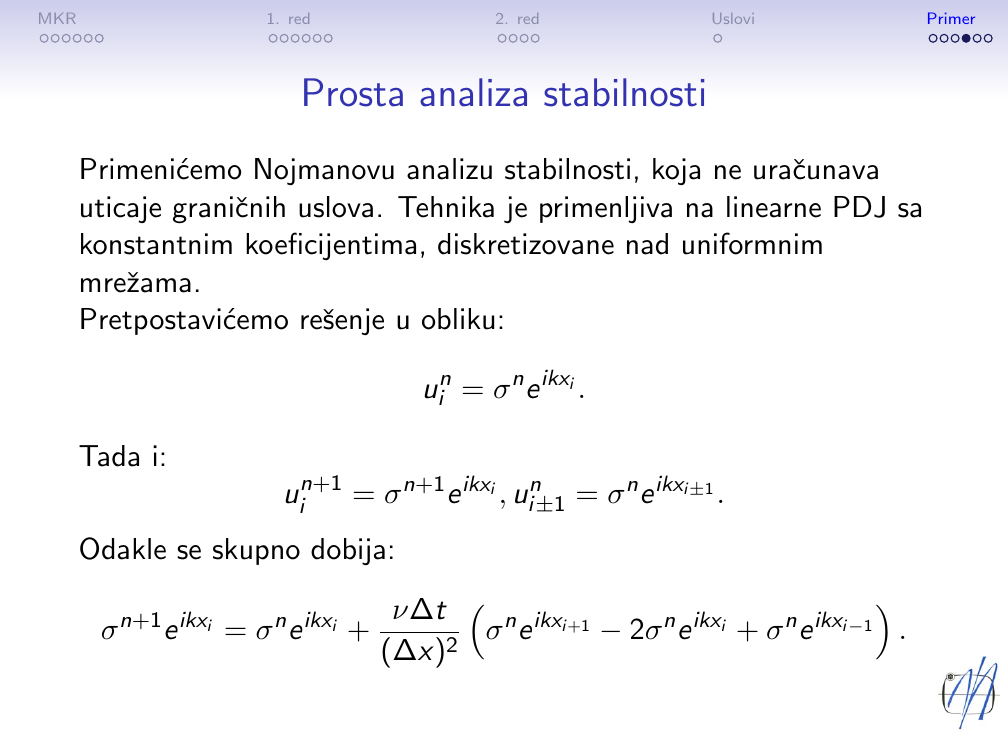 MKR 1. red 2. red Uslovi Primer
Prosta analiza stabilnosti
Primenićemo Nojmanovu analizu stabilnosti, koja ne uračunava
uticaje graničnih uslova. Tehnika je primenljiva na linearne PDJ sa
konstantnim koeficijentima, diskretizovane nad uniformnim
mrežama.
Pretpostavićemo rešenje u obliku:
$u_i^n = \sigma^n e^{ikx_i}.$
Tada i:
$u_i^{n+1} = \sigma^{n+1} e^{ikx_i}, u_{i\pm1}^n = \sigma^n e^{ikx_{i\pm1}}.$
Odakle se skupno dobija:
$\sigma^{n+1} e^{ikx_i} = \sigma^n e^{ikx_i} + \frac{\nu \Delta t}{(\Delta x)^2} \left( \sigma^n e^{ikx_{i+1}} - 2\sigma^n e^{ikx_i} + \sigma^n e^{ikx_{i-1}} \right).$